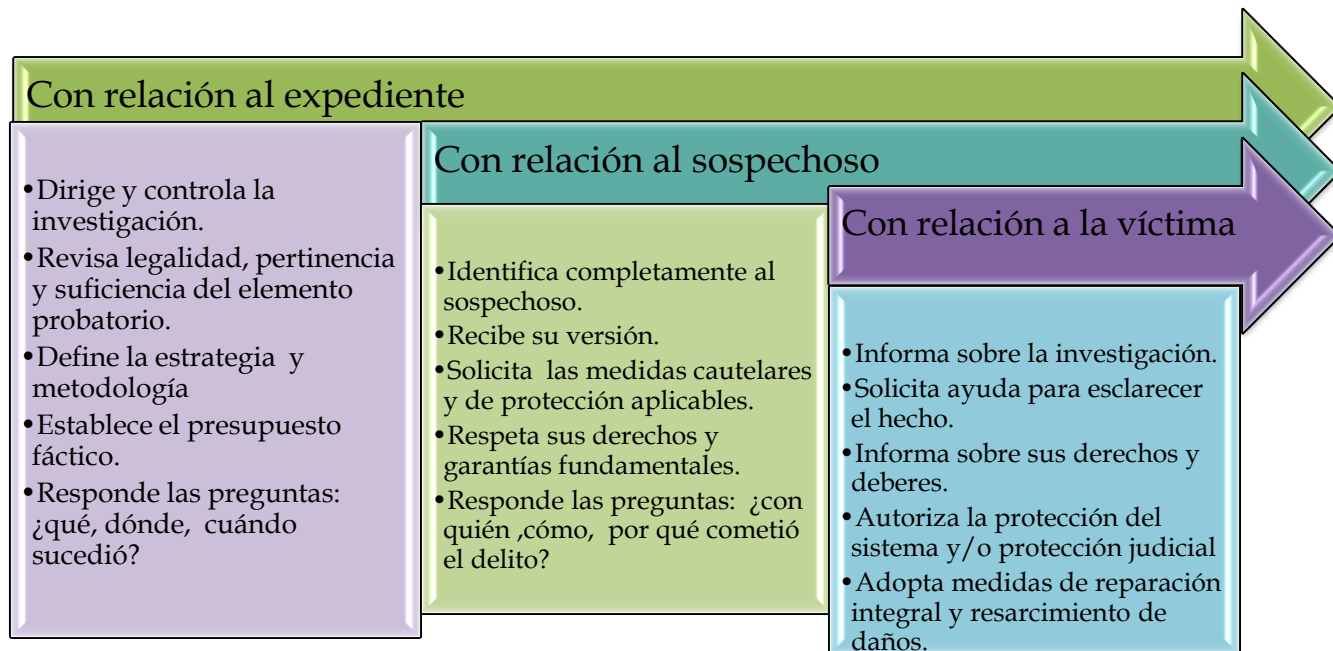 Con relación al expediente
•Dirige y controla la
investigación.
•Revisa legalidad, pertinencia
y suficiencia del elemento
probatorio.
•Define la estrategia y
metodología
•Establece el presupuesto
fáctico.
•Responde las preguntas:
¿qué, dónde, cuándo
sucedió?
Con relación al sospechoso
•Identifica completamente al
sospechoso.
•Recibe su versión.
•Solicita las medidas cautelares
y de protección aplicables.
•Respeta sus derechos y
garantías fundamentales.
•Responde las preguntas: ¿con
quién ,cómo, por qué cometió
el delito?
Con relación a la víctima
•Informa sobre la investigación.
•Solicita ayuda para esclarecer
el hecho.
•Informa sobre sus derechos y
deberes.
•Autoriza la protección del
sistema y/o protección judicial
•Adopta medidas de reparación
integral y resarcimiento de
daños.